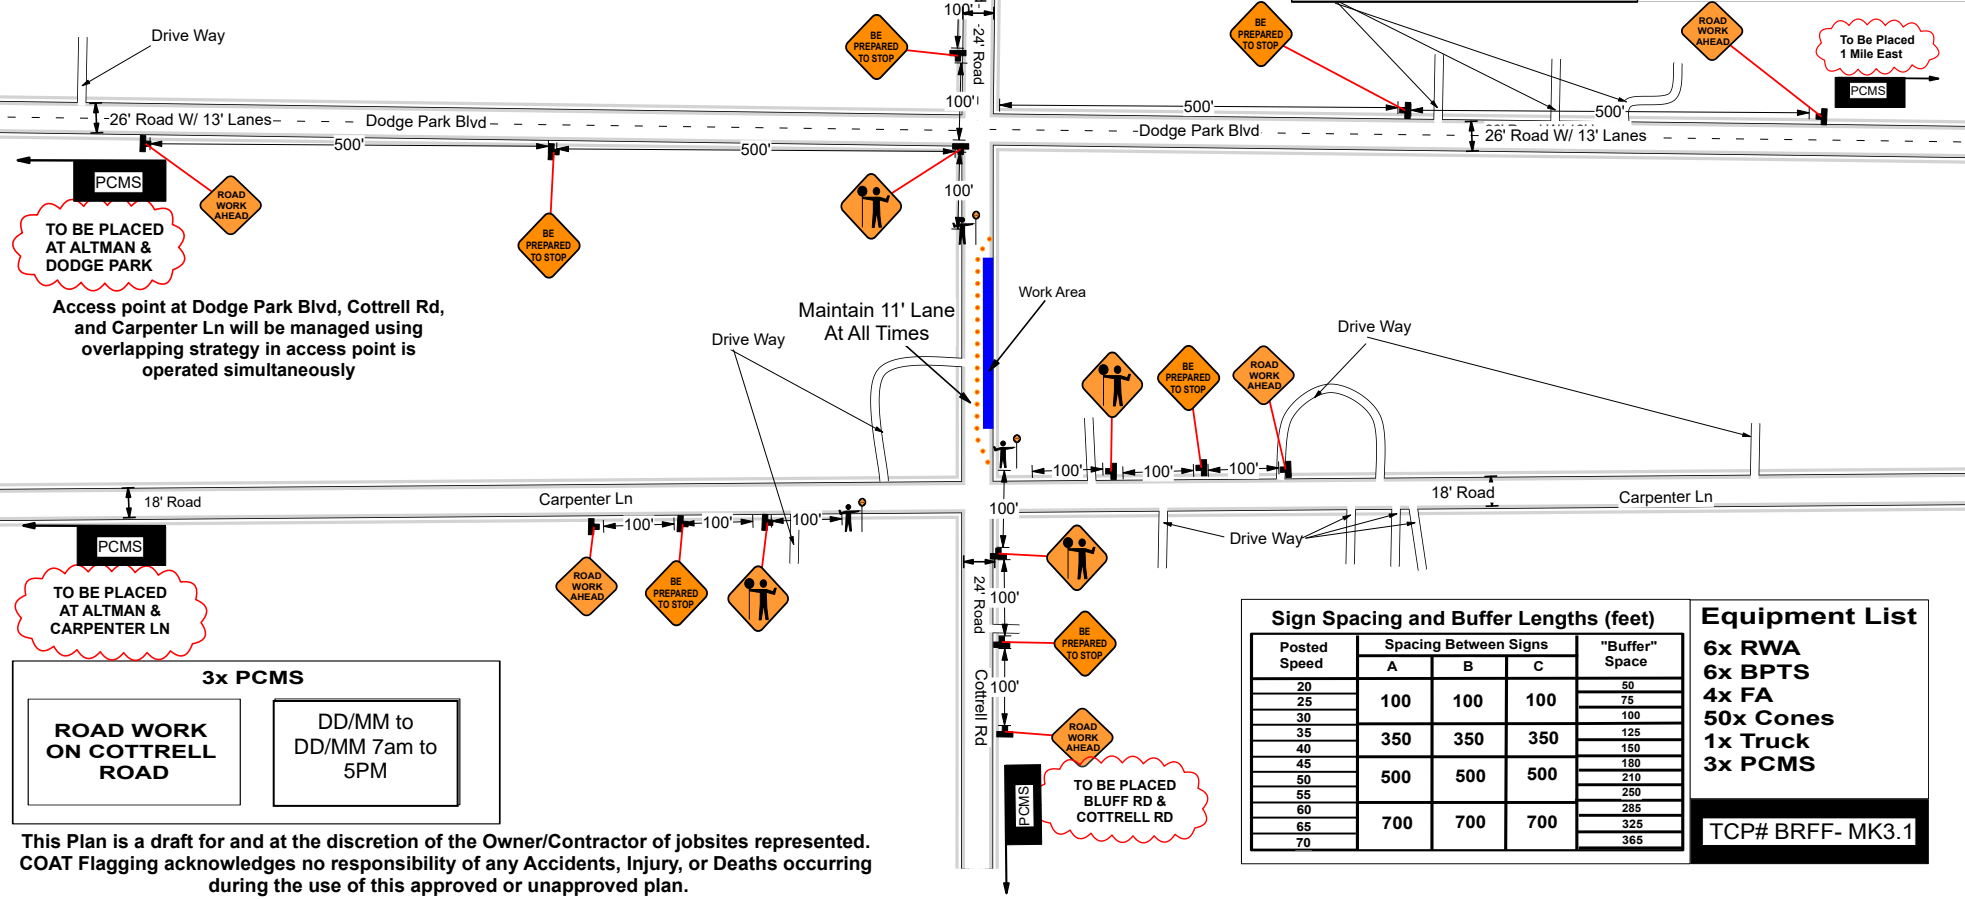 100'
24' Road
100'
BE
PREPARED
TO STOP
Drive Way
BE
PREPARED
TO STOP
ROAD
WORK
AHEAD
To Be Placed
1 Mile East
PCMS
26' Road W/ 13' Lanes
Dodge Park Blvd
500'
500'
Dodge Park Blvd
26' Road W/ 13' Lanes
500'
500'
100'
PCMS
ROAD
WORK
AHEAD
TO BE PLACED
AT ALTMAN &
DODGE PARK
BE
PREPARED
TO STOP
Access point at Dodge Park Blvd, Cottrell Rd,
and Carpenter Ln will be managed using
overlapping strategy in access point is
operated simultaneously
Maintain 11' Lane
At All Times
Work Area
Drive Way
Drive Way
BE
PREPARED
TO STOP
ROAD
WORK
AHEAD
100'
100'
100'
18' Road
Carpenter Ln
18' Road
Carpenter Ln
100'
100'
100'
100'
Drive Way
PCMS
TO BE PLACED
AT ALTMAN &
CARPENTER LN
ROAD
WORK
AHEAD
BE
PREPARED
TO STOP
24' Road
100'
BE
PREPARED
TO STOP
100'
Cottrell Rd
ROAD
WORK
AHEAD
PCMS
TO BE PLACED
BLUFF RD &
COTTRELL RD
3x PCMS
ROAD WORK
ON COTTRELL
ROAD
DD/MM to
DD/MM 7am to
5PM
This Plan is a draft for and at the discretion of the Owner/Contractor of jobsites represented.
COAT Flagging acknowledges no responsibility of any Accidents, Injury, or Deaths occurring
during the use of this approved or unapproved plan.
Sign Spacing and Buffer Lengths (feet)
Posted Speed Spacing Between Signs "Buffer" Space
A B C
20 50
25 100 100 100 75
30 100
35 350 350 350 125
40 150
45 180
50 500 500 500 210
55 250
60 285
65 700 700 700 325
70 365
Equipment List
6x RWA
6x BPTS
4x FA
50x Cones
1x Truck
3x PCMS
TCP# BRFF- MK3.1